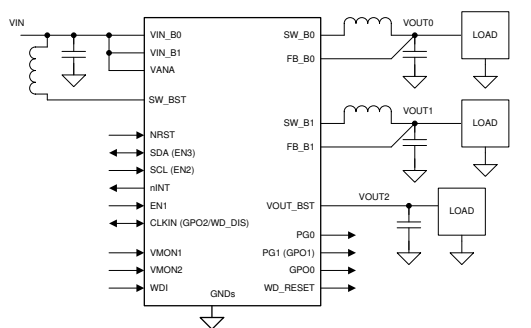 VIN
VIN_B0
VIN_B1
VANA
SW_BST
NRST
SDA (EN3)
SCL (EN2)
nINT
EN1
CLKIN (GPO2/WD_DIS)
VMON1
VMON2
WDI
GNDs
SW_B0
FB_B0
SW_B1
FB_B1
VOUT_BST
PG0
PG1 (GPO1)
GPO0
WD_RESET
VOUT0
LOAD
VOUT1
LOAD
VOUT2
LOAD